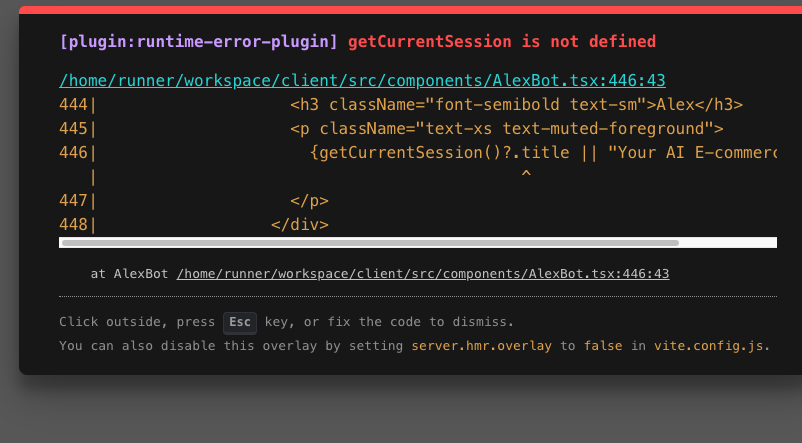 [plugin:runtime-error-plugin] getCurrentSession is not defined
/home/runner/workspace/client/src/components/AlexBot.tsx:446:43
444|                    <h3 className="font-semibold text-sm">Alex</h3>
445|                    <p className="text-xs text-muted-foreground">
446|                      {getCurrentSession()?.title || "Your AI E-commerc
   |                                            ^
447|                    </p>
448|                  </div>
at AlexBot /home/runner/workspace/client/src/components/AlexBot.tsx:446:43
Click outside, press Esc key, or fix the code to dismiss.
You can also disable this overlay by setting server.hmr.overlay to false in vite.config.js.